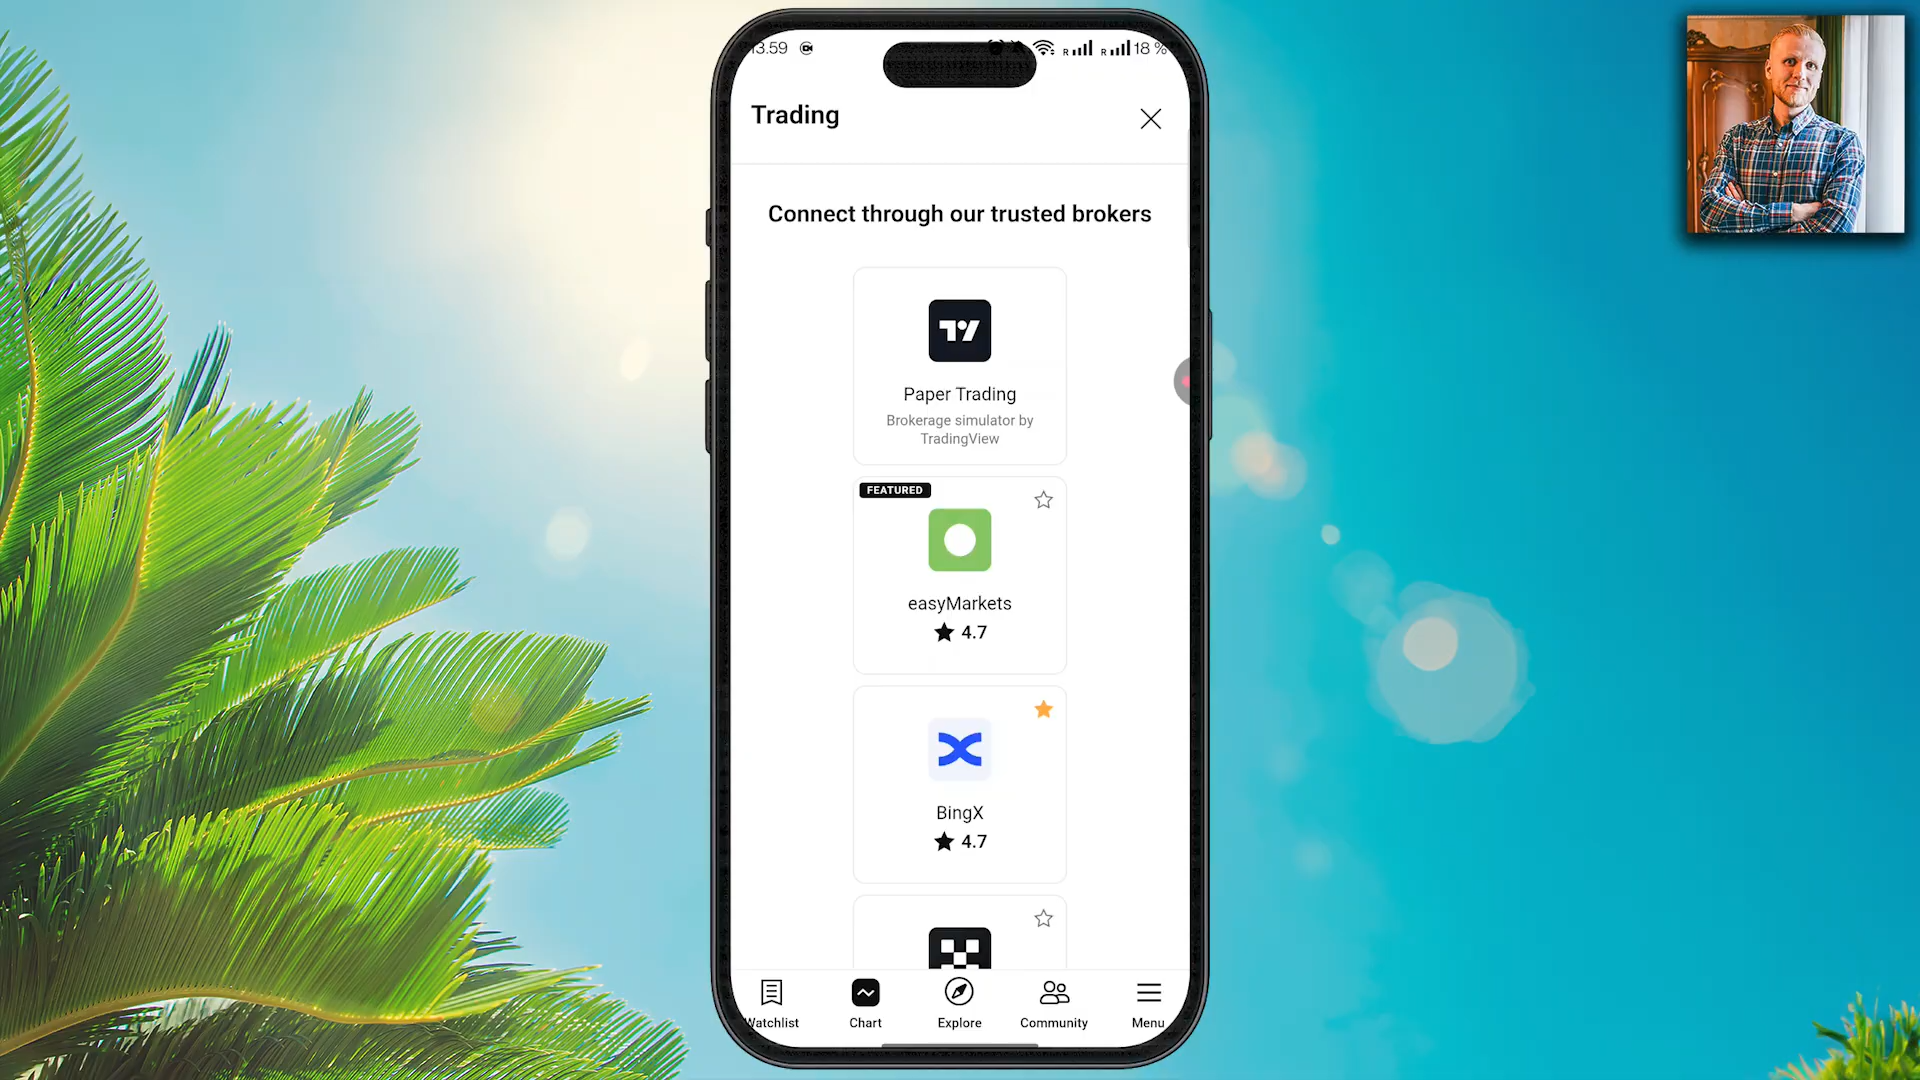 13.59 R R 18 %
Trading
Connect through our trusted brokers
Paper Trading
Brokerage simulator by
TradingView
FEATURED
easyMarkets
4.7
BingX
4.7
Watchlist Chart Explore Community Menu